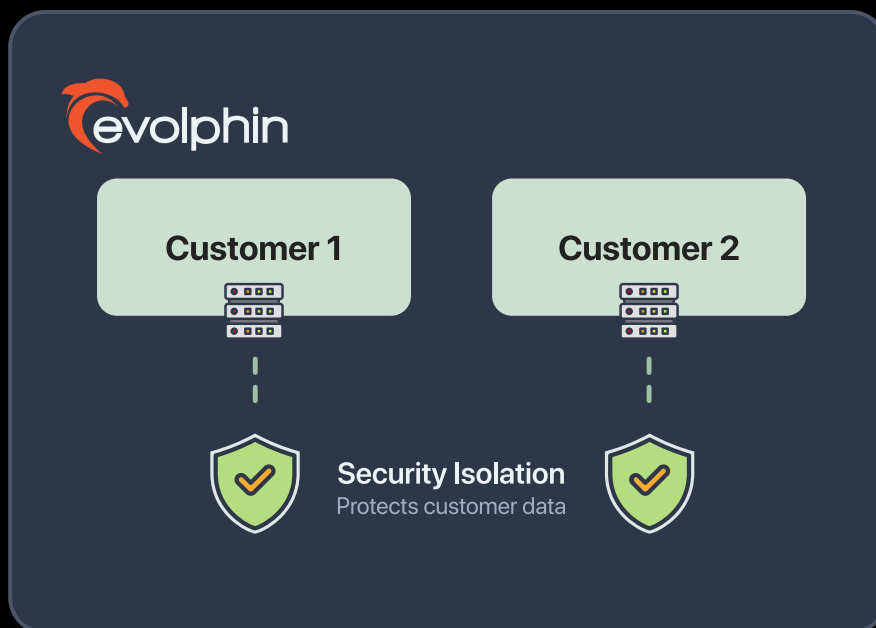 evolphin
Customer 1
Customer 2
Security Isolation
Protects customer data